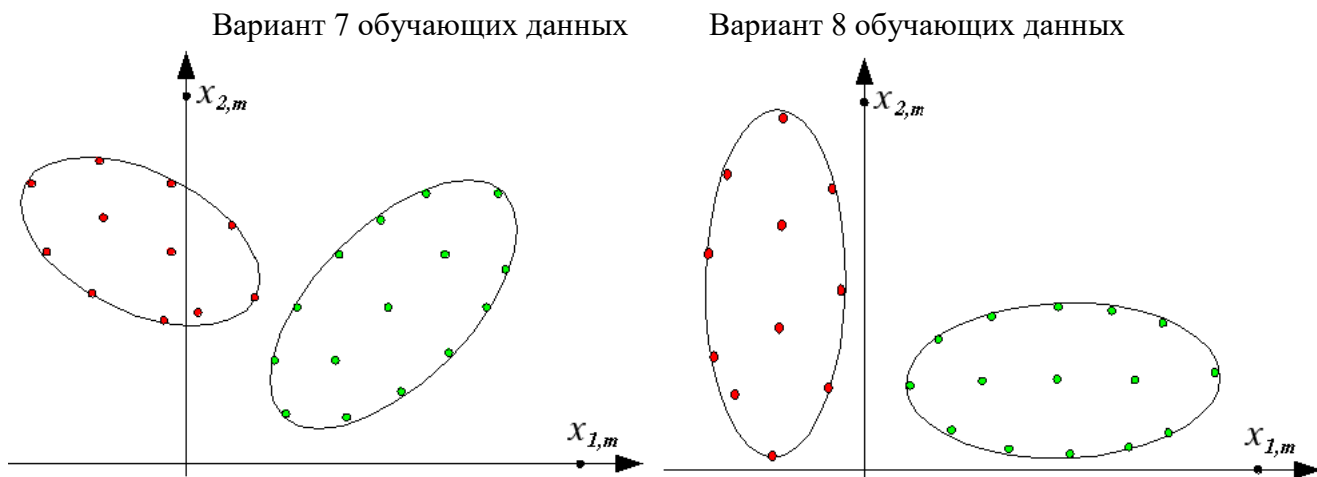 Вариант 7 обучающих данных
Вариант 8 обучающих данных
x2,m
x1,m
x2,m
x1,m